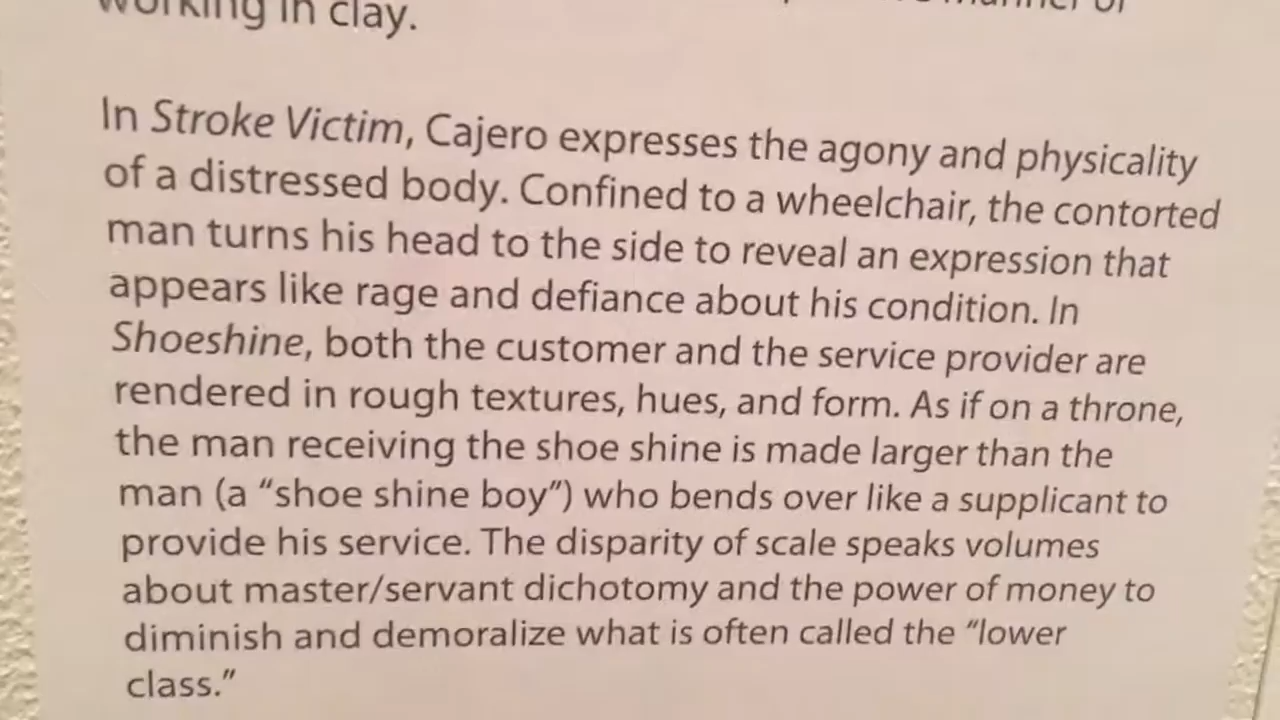 working in clay. manner of
In Stroke Victim, Cajero expresses the agony and physicality
of a distressed body. Confined to a wheelchair, the contorted
man turns his head to the side to reveal an expression that
appears like rage and defiance about his condition. In
Shoeshine, both the customer and the service provider are
rendered in rough textures, hues, and form. As if on a throne,
the man receiving the shoe shine is made larger than the
man (a “shoe shine boy”) who bends over like a supplicant to
provide his service. The disparity of scale speaks volumes
about master/servant dichotomy and the power of money to
diminish and demoralize what is often called the “lower
class.”